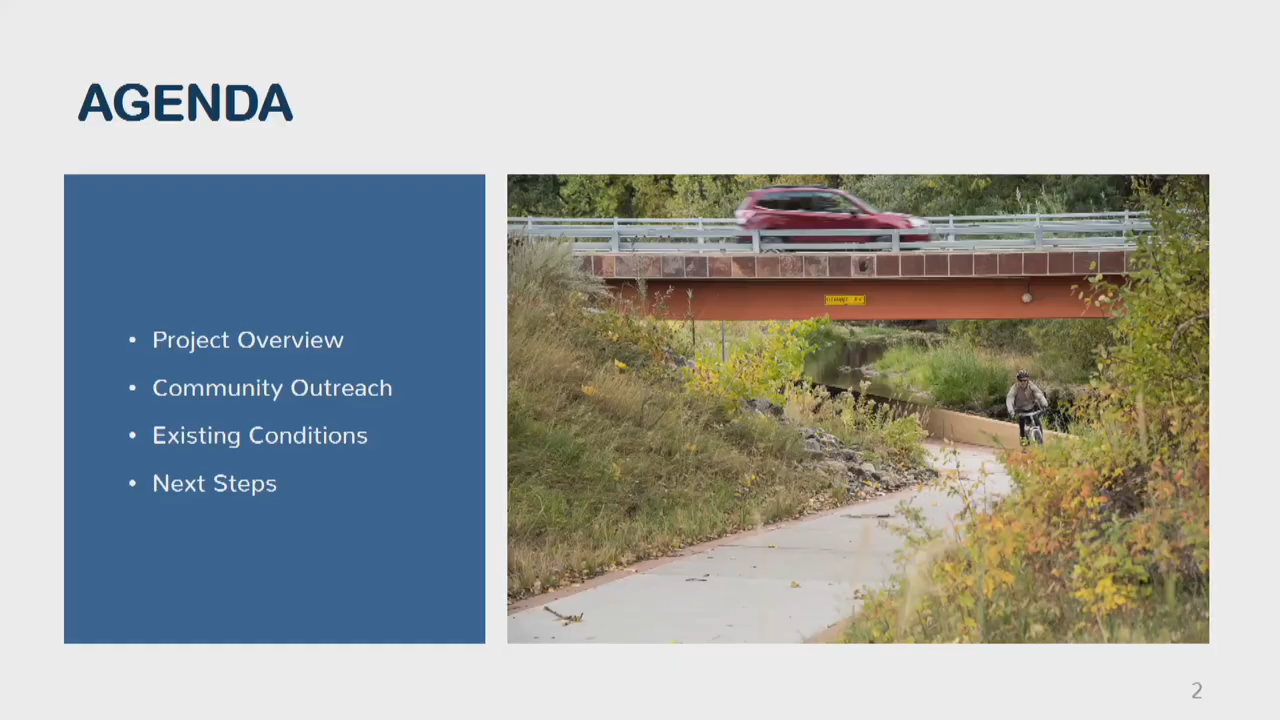 AGENDA
• Project Overview
• Community Outreach
• Existing Conditions
• Next Steps
2